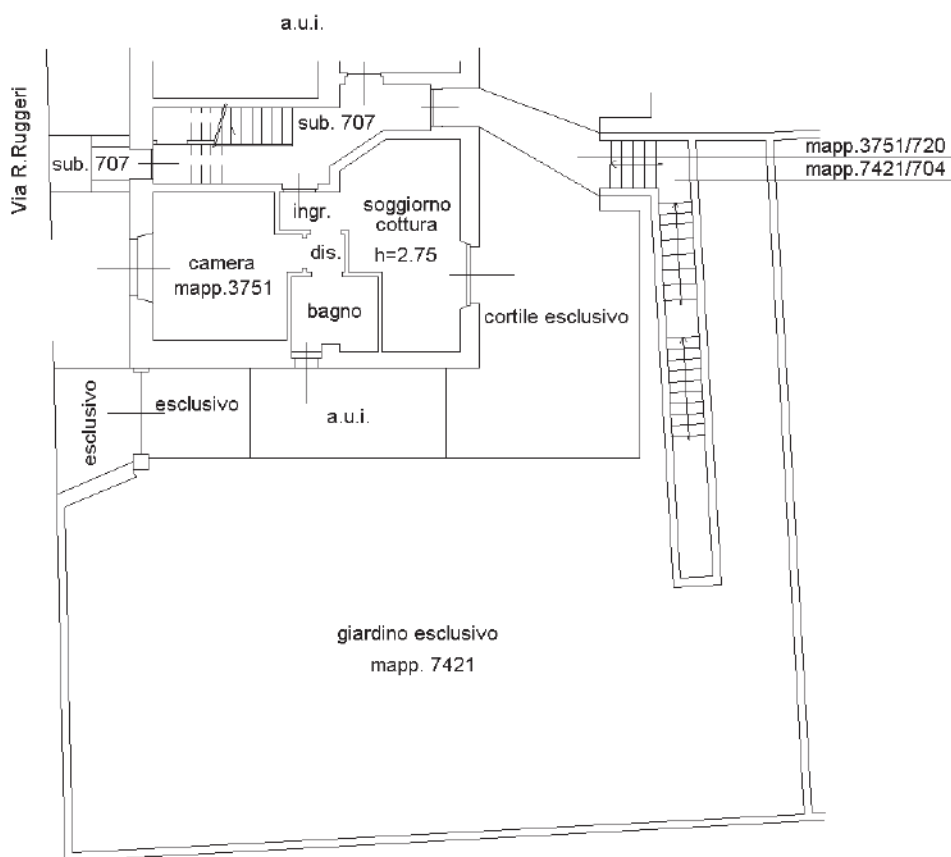 a.u.i.
Via R.Ruggeri
sub. 707
sub. 707
mapp.3751/720
mapp.7421/704
ingr.
soggiorno
cottura
h=2.75
dis.
camera
mapp.3751
bagno
cortile esclusivo
esclusivo
esclusivo
a.u.i.
giardino esclusivo
mapp. 7421